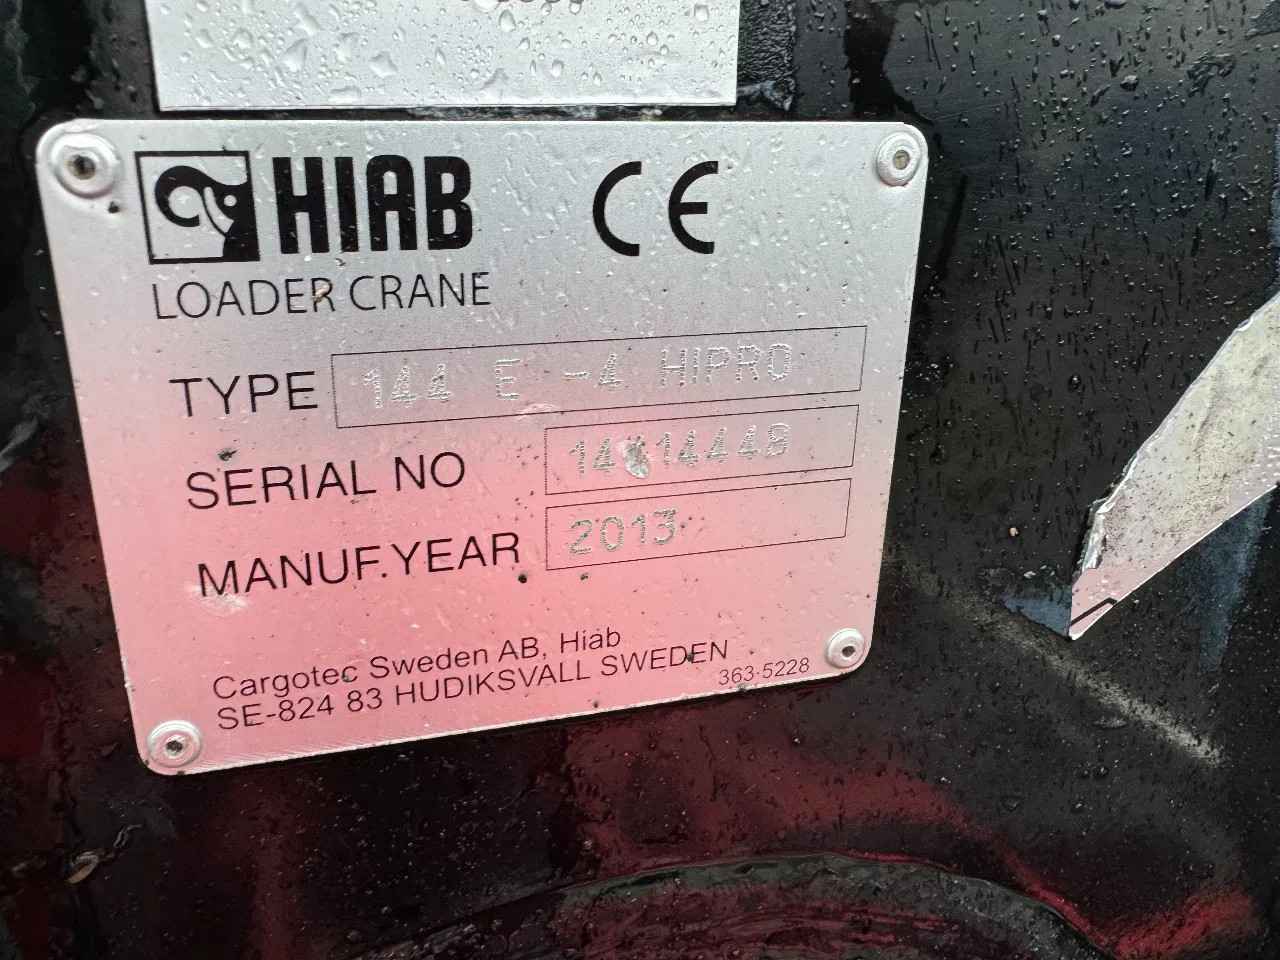 HIAB CE
LOADER CRANE
TYPE 144 E -4 HIPRO
SERIAL NO
MANUF.YEAR 2013
Cargotec Sweden AB, Hiab
SE-824 83 HUDIKSVALL SWEDEN 363-5228